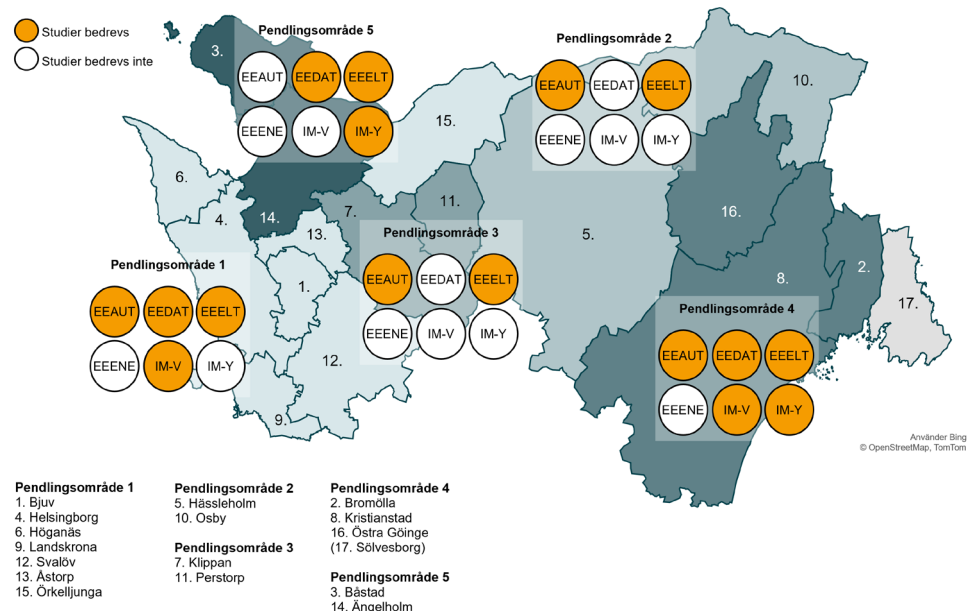 Studier bedrevs
Studier bedrevs inte
Pendlingsområde 5
EEAUT EEDAT EEELT
EEENE IM-V IM-Y
Pendlingsområde 2
EEAUT EEDAT EEELT
EEENE IM-V IM-Y
3.
10.
15.
6.
4.
14.
7.
11.
16.
13.
5.
Pendlingsområde 3
EEAUT EEDAT EEELT
EEENE IM-V IM-Y
Pendlingsområde 1
EEAUT EEDAT EEELT
EEENE IM-V IM-Y
1.
8.
2.
17.
12.
9.
Pendlingsområde 4
EEAUT EEDAT EEELT
EEENE IM-V IM-Y
Använder Bing
© OpenStreetMap, TomTom
Pendlingsområde 1
1. Bjuv
4. Helsingborg
6. Höganäs
9. Landskrona
12. Svalöv
13. Åstorp
15. Örkelljunga
Pendlingsområde 2
5. Hässleholm
10. Osby
Pendlingsområde 3
7. Klippan
11. Perstorp
Pendlingsområde 4
2. Bromölla
8. Kristianstad
16. Östra Göinge
(17. Sölvesborg)
Pendlingsområde 5
3. Båstad
14. Ängelholm